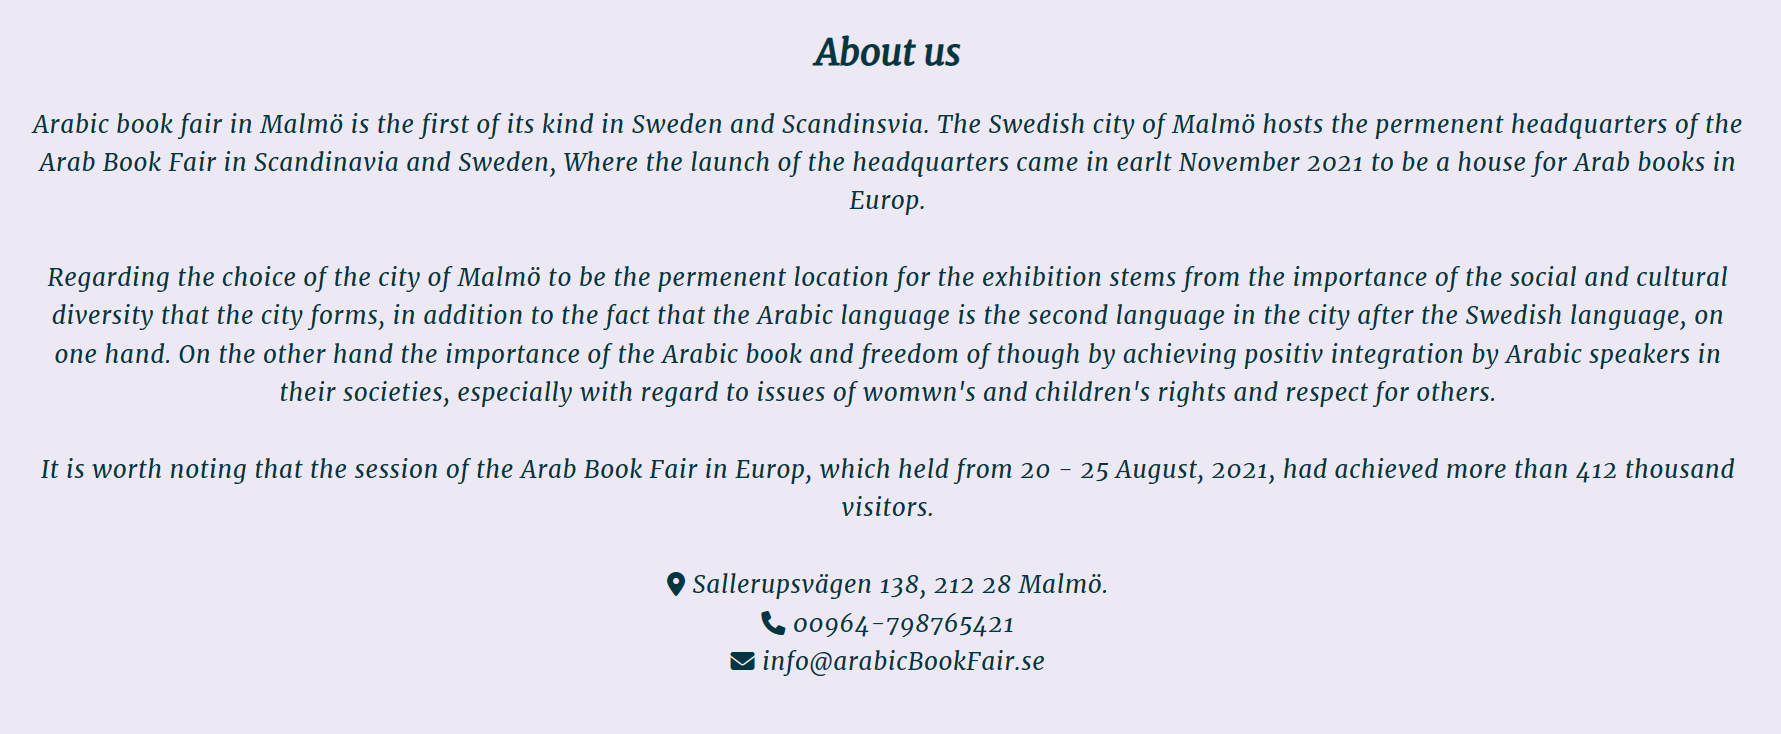 About us
Arabic book fair in Malmö is the first of its kind in Sweden and Scandinsvia. The Swedish city of Malmö hosts the permenent headquarters of the
Arab Book Fair in Scandinavia and Sweden, Where the launch of the headquarters came in earlt November 2021 to be a house for Arab books in
Europ.
Regarding the choice of the city of Malmö to be the permenent location for the exhibition stems from the importance of the social and cultural
diversity that the city forms, in addition to the fact that the Arabic language is the second language in the city after the Swedish language, on
one hand. On the other hand the importance of the Arabic book and freedom of though by achieving positiv integration by Arabic speakers in
their societies, especially with regard to issues of womwn's and children's rights and respect for others.
It is worth noting that the session of the Arab Book Fair in Europ, which held from 20 - 25 August, 2021, had achieved more than 412 thousand
visitors.
Sallerupsvägen 138, 212 28 Malmö.
00964-798765421
info@arabicBookFair.se